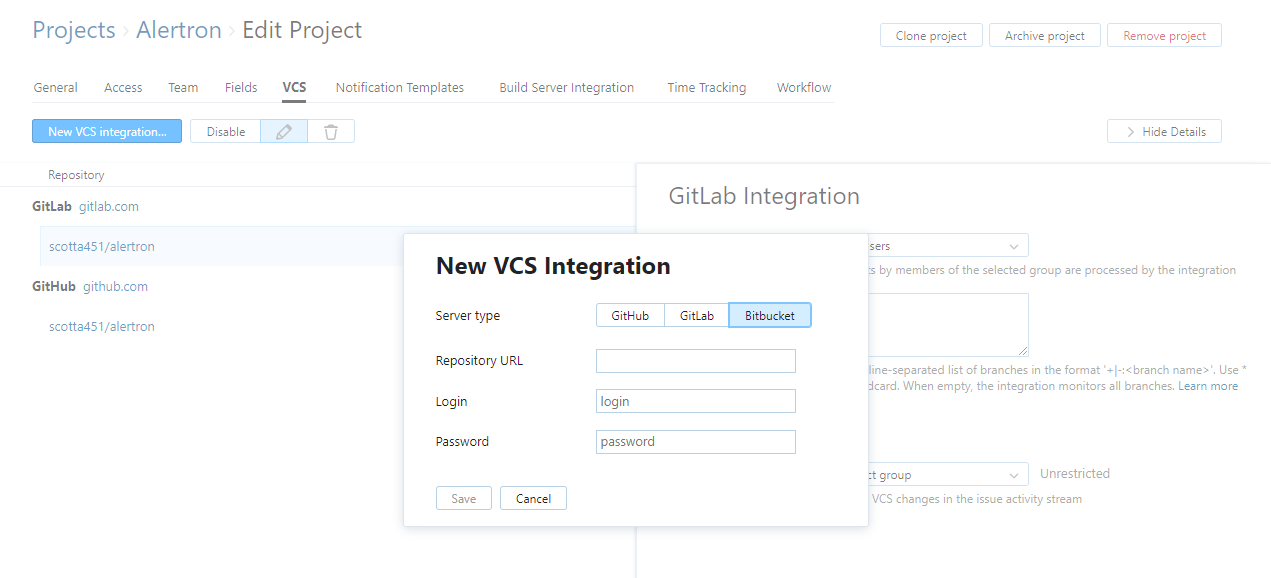 Projects › Alertron › Edit Project
Clone project Archive project Remove project
General Access Team Fields VCS Notification Templates Build Server Integration Time Tracking Workflow
New VCS integration... Disable Hide Details
Repository
GitLab gitlab.com
scotta451/alertron
GitHub github.com
scotta451/alertron
GitLab Integration
by members of the selected group are processed by the integration
line-separated list of branches in the format '+|-:<branch name>'. Use *
When empty, the integration monitors all branches. Learn more
group Unrestricted
VCS changes in the issue activity stream
New VCS Integration
Server type GitHub GitLab Bitbucket
Repository URL
Login login
Password password
Save Cancel